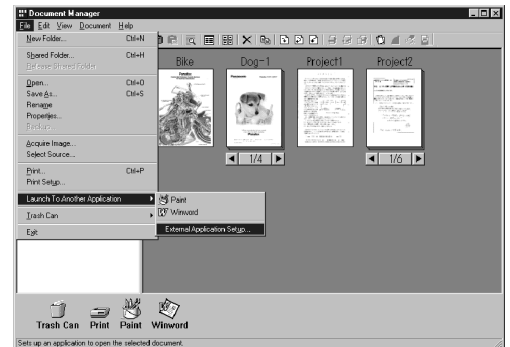 Document Manager
File Edit View Document Help
New Folder... Ctrl+N
Shared Folder... Ctrl+H
Release Shared Folder
Open... Ctrl+O
Save As... Ctrl+S
Rename
Properties...
Backup...
Acquire Image...
Select Source...
Print... Ctrl+P
Print Setup...
Launch To Another Application
Trash Can
Exit
Paint
Winword
External Application Setup...
Bike Dog-1 Project1 Project2
Panasonic
1/4 1/6
Trash Can Print Paint Winword
Sets up an application to open the selected document.